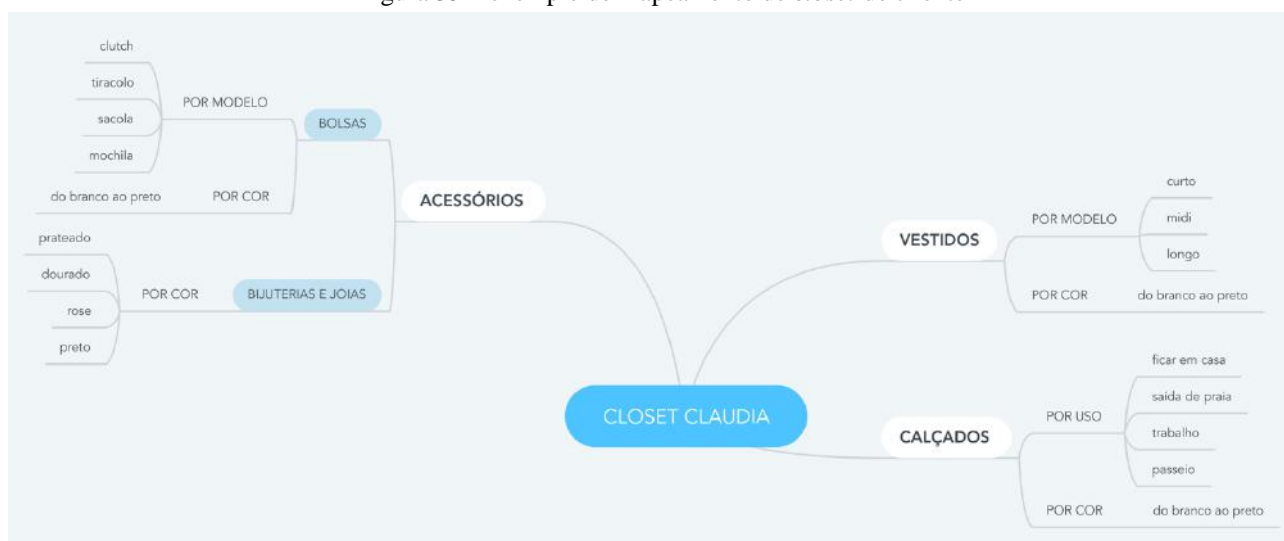 clutch
tiracolo
sacola
mochila
POR MODELO
BOLSAS
do branco ao preto
POR COR
ACESSÓRIOS
prateado
dourado
rose
preto
POR COR
BIJUTERIAS E JOIAS
CLOSET CLAUDIA
VESTIDOS
POR MODELO
curto
midi
longo
POR COR
do branco ao preto
CALÇADOS
POR USO
ficar em casa
saída de praia
trabalho
passeio
POR COR
do branco ao preto